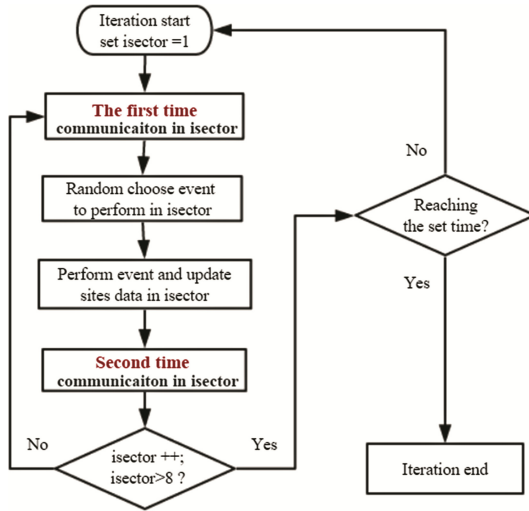 Iteration start
set isector =1
The first time
communicaiton in isector
Random choose event
to perform in isector
Perform event and update
sites data in isector
Second time
communicaiton in isector
No
isector ++;
isector>8 ?
Yes
No
Reaching
the set time?
Yes
Iteration end